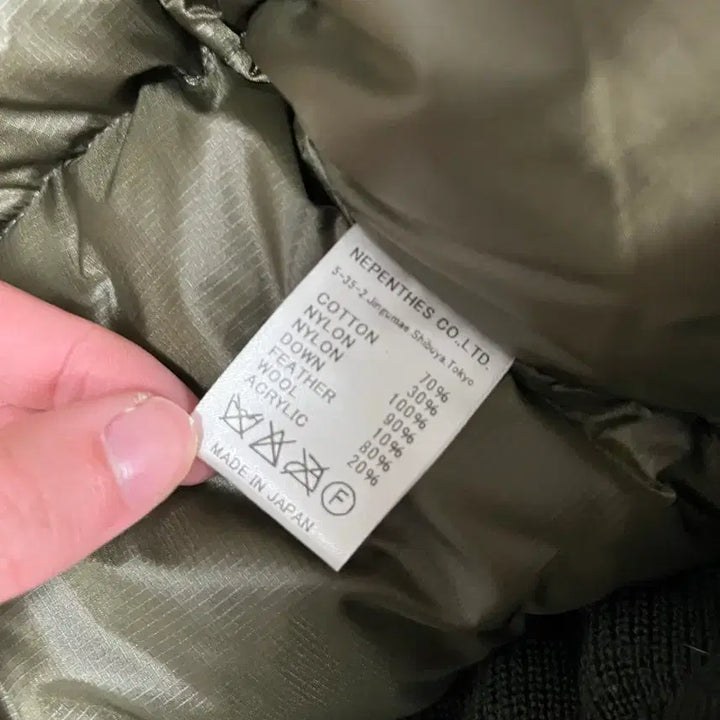 NEPENTHES CO.,LTD.
5-35-2 Jingumae Shibuya,Tokyo
COTTON 70%
NYLON 30%
NYLON 100%
DOWN 90%
FEATHER 10%
WOOL 80%
ACRYLIC 20%
F
MADE IN JAPAN